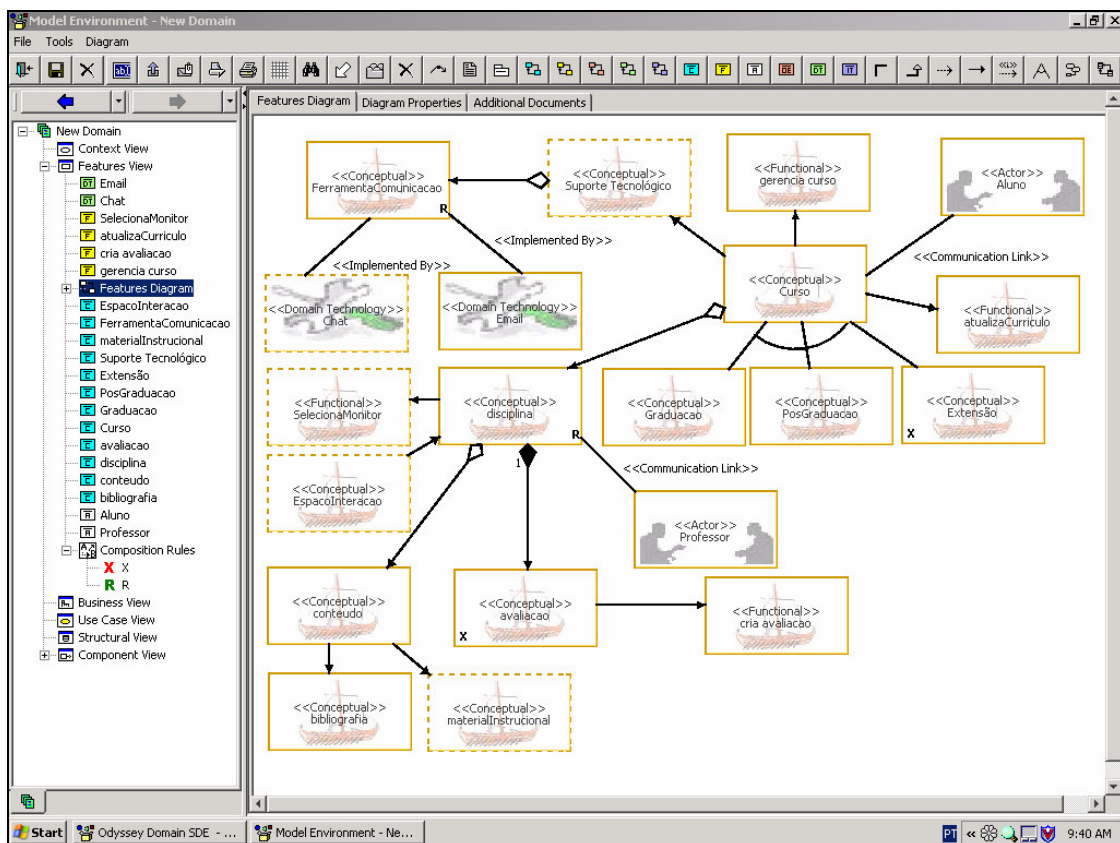 Model Environment - New Domain
File Tools Diagram
Features Diagram Diagram Properties Additional Documents
New Domain
Context View
Features View
DT Email
DT Chat
F SelecionaMonitor
F atualizaCurriculo
F cria avaliacao
F gerencia curso
Features Diagram
EspacoInteracao
FerramentaComunicacao
materialInstrucional
Suporte Tecnológico
Extensão
PosGraduacao
Graduacao
Curso
avaliacao
disciplina
conteudo
bibliografia
Aluno
Professor
Composition Rules
X X
R R
Business View
Use Case View
Structural View
Component View
<<Conceptual>>
FerramentaComunicacao
R
<<Conceptual>>
Suporte Tecnológico
<<Functional>>
gerencia curso
<<Actor>>
Aluno
<<Implemented By>>
<<Implemented By>>
<<Communication Link>>
<<Domain Technology>>
Chat
<<Domain Technology>>
Email
<<Conceptual>>
Curso
<<Functional>>
atualizaCurriculo
<<Functional>>
SelecionaMonitor
<<Conceptual>>
disciplina
R
<<Conceptual>>
Graduacao
<<Conceptual>>
PosGraduacao
<<Conceptual>>
Extensão
X
1
<<Communication Link>>
<<Conceptual>>
EspacoInteracao
<<Actor>>
Professor
<<Conceptual>>
conteudo
<<Conceptual>>
avaliacao
X
<<Functional>>
cria avaliacao
<<Conceptual>>
bibliografia
<<Conceptual>>
materialInstrucional
Start Odyssey Domain SDE - ... Model Environment - Ne... PT « 9:40 AM